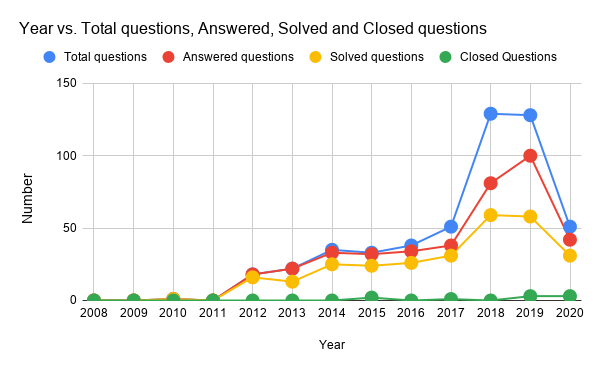 Year vs. Total questions, Answered, Solved and Closed questions
Total questions Answered questions Solved questions Closed Questions
150
100
50
0
Number
2008 2009 2010 2011 2012 2013 2014 2015 2016 2017 2018 2019 2020
Year